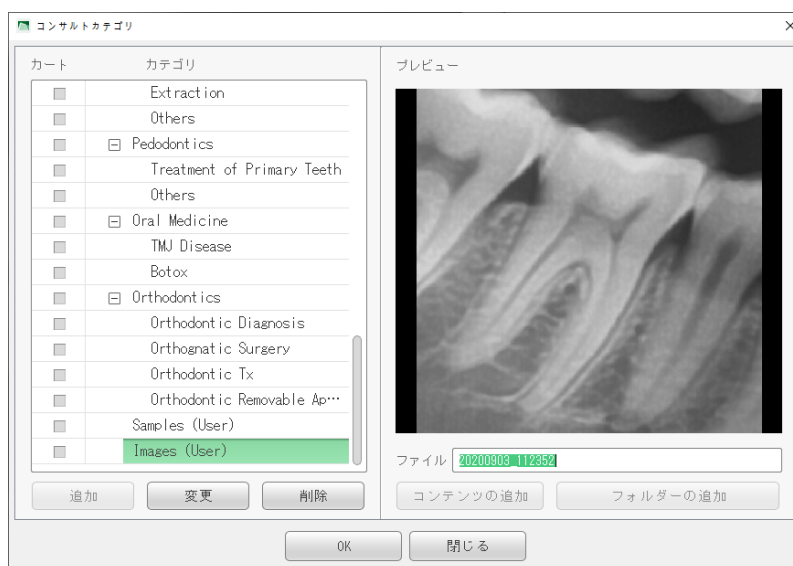 コンサルトカテゴリ
カート カテゴリ
Extraction
Others
Pedodontics
Treatment of Primary Teeth
Others
Oral Medicine
TMJ Disease
Botox
Orthodontics
Orthodontic Diagnosis
Orthognatic Surgery
Orthodontic Tx
Orthodontic Removable Ap…
Samples (User)
Images (User)
追加 変更 削除
プレビュー
ファイル 20200903_112352
コンテンツの追加 フォルダーの追加
OK 閉じる